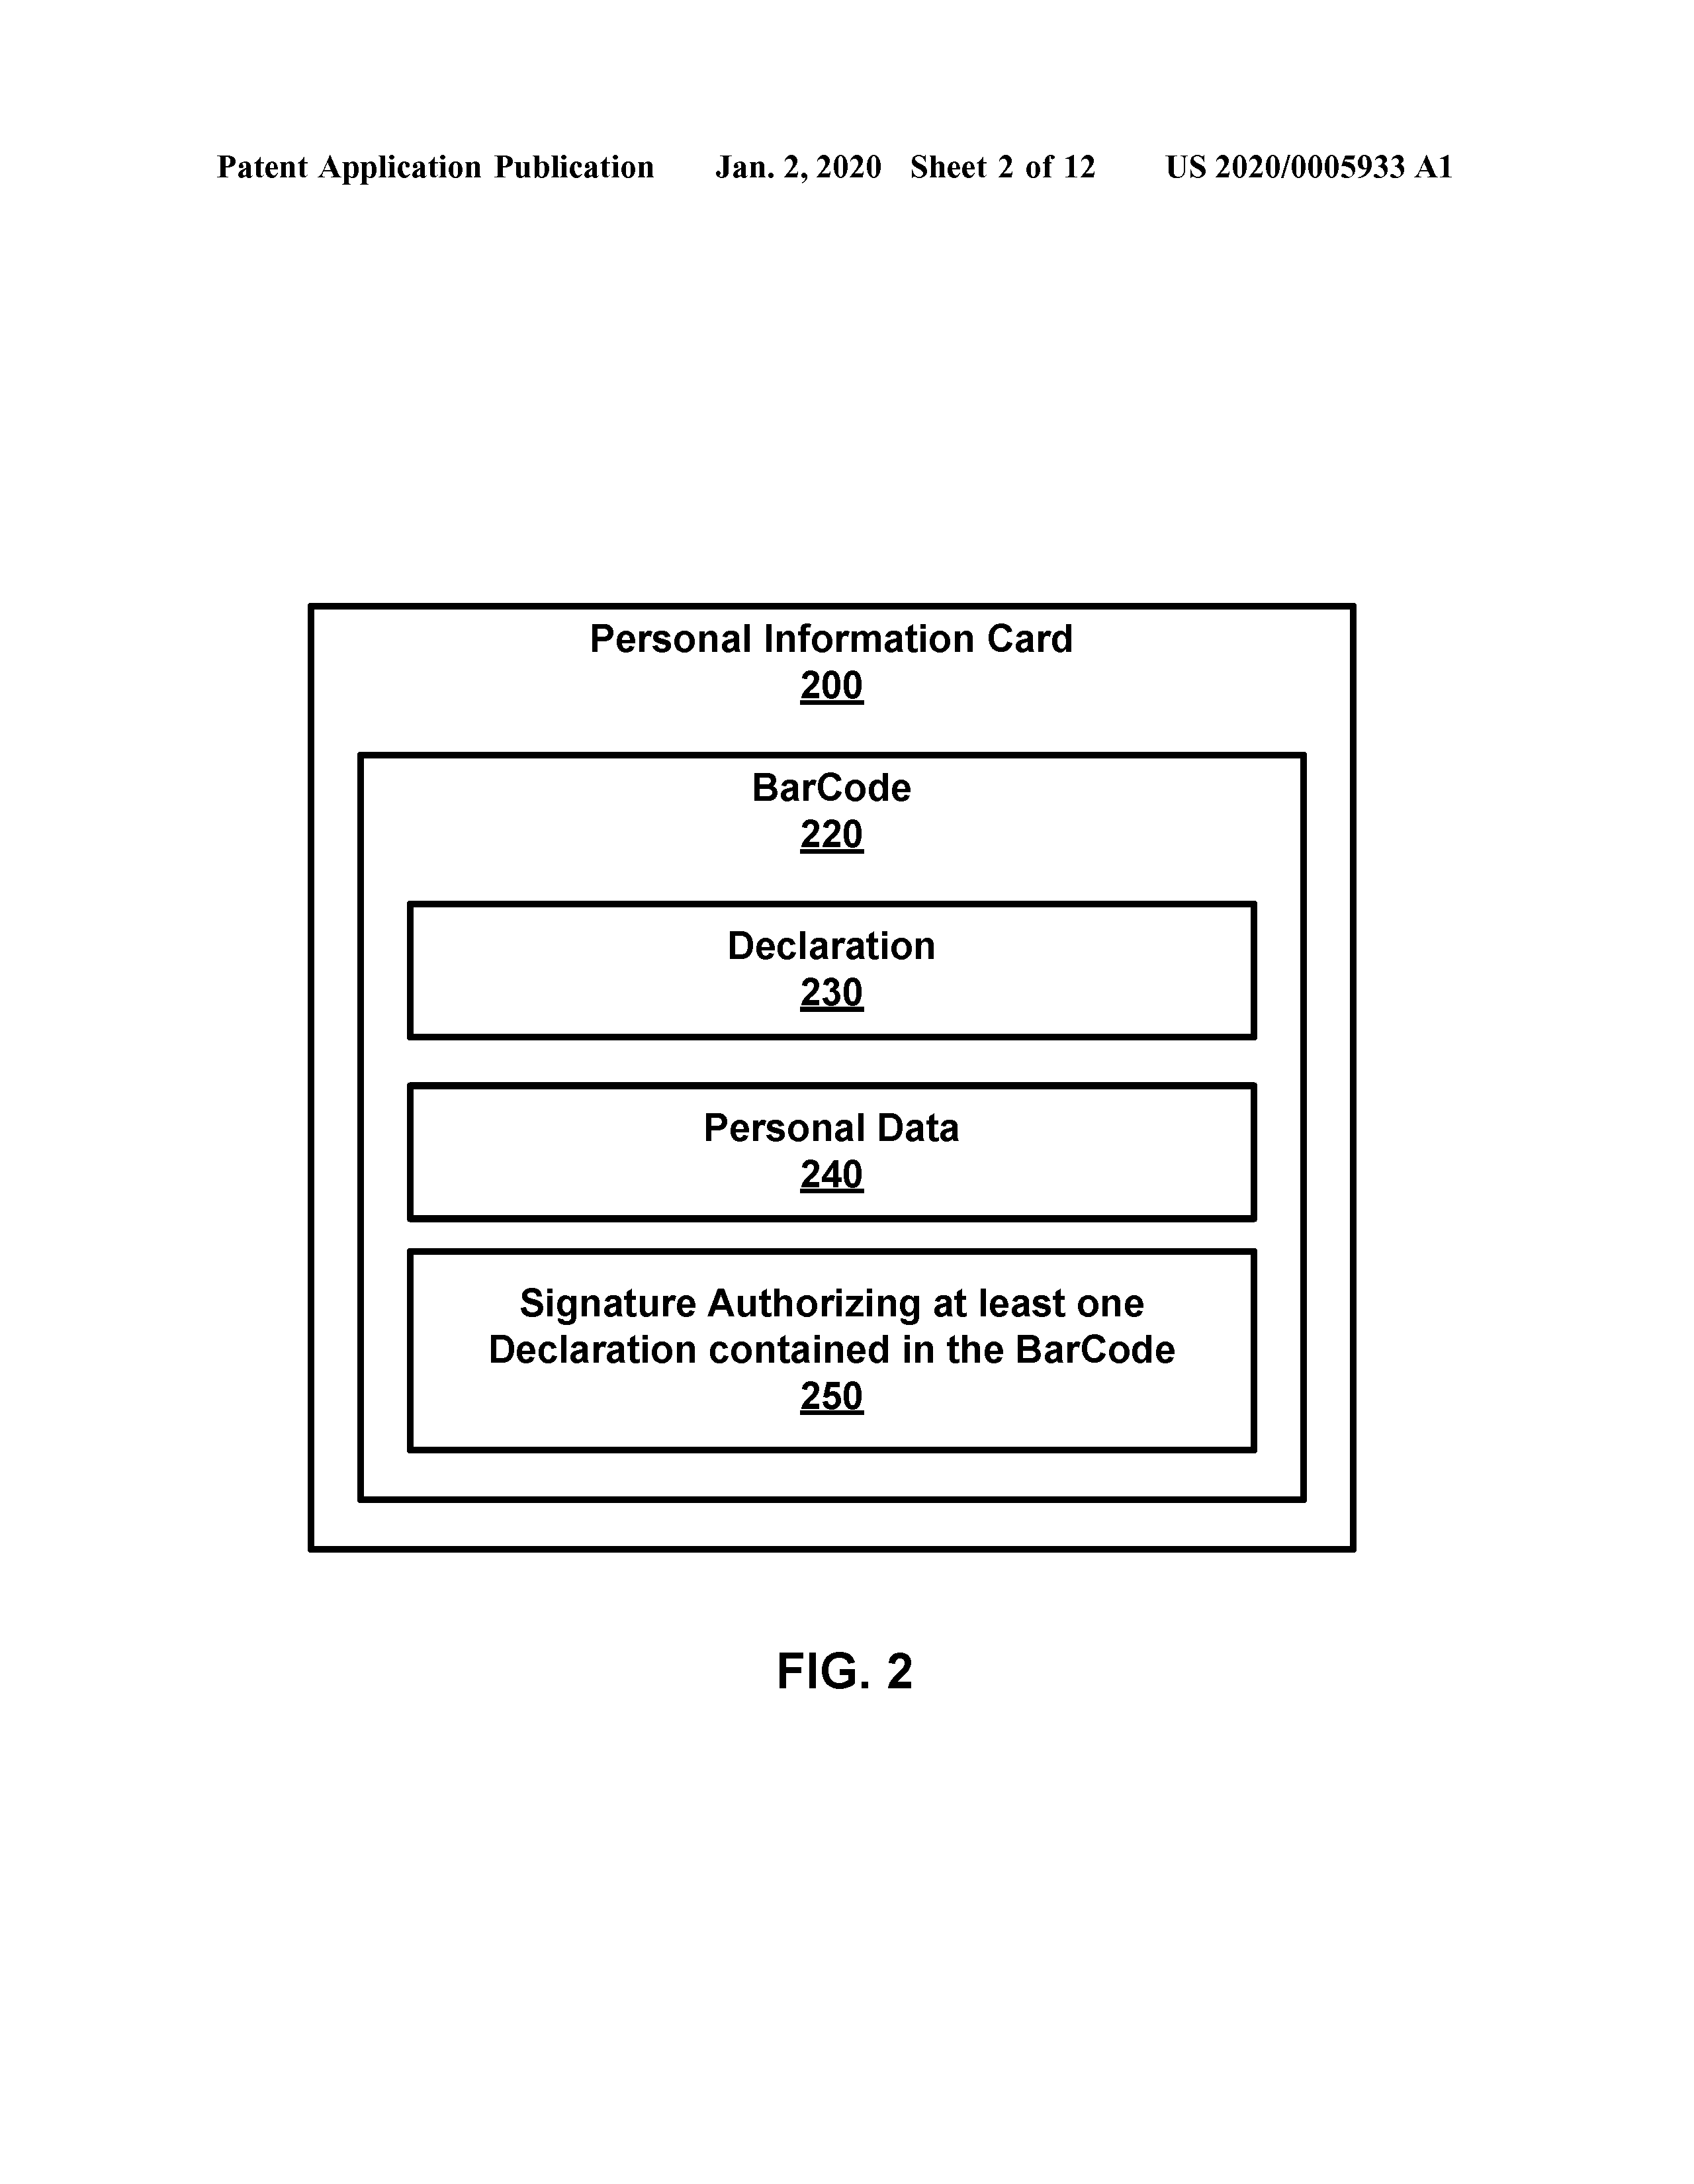 Patent Application Publication Jan. 2, 2020 Sheet 2 of 12 US 2020/0005933 A1
Personal Information Card
200
BarCode
220
Declaration
230
Personal Data
240
Signature Authorizing at least one
Declaration contained in the BarCode
250
FIG. 2